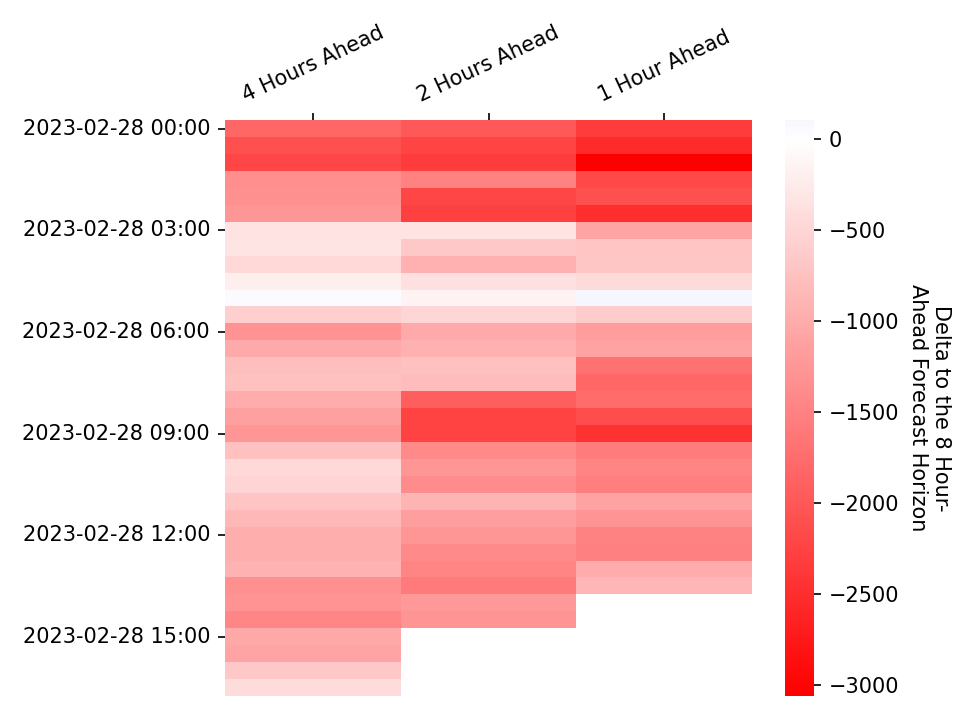 4 Hours Ahead
2 Hours Ahead
1 Hour Ahead
2023-02-28 00:00
2023-02-28 03:00
2023-02-28 06:00
2023-02-28 09:00
2023-02-28 12:00
2023-02-28 15:00
0
−500
−1000
−1500
−2000
−2500
−3000
Delta to the 8 Hour-
Ahead Forecast Horizon